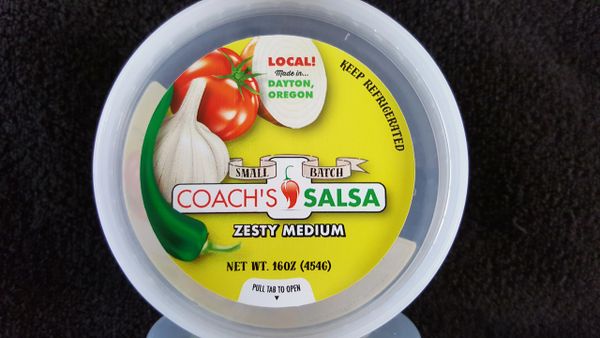 LOCAL!
Made in...
DAYTON,
OREGON
KEEP REFRIGERATED
SMALL BATCH
COACH'S SALSA
ZESTY MEDIUM
NET WT. 16OZ (454G)
PULL TAB TO OPEN